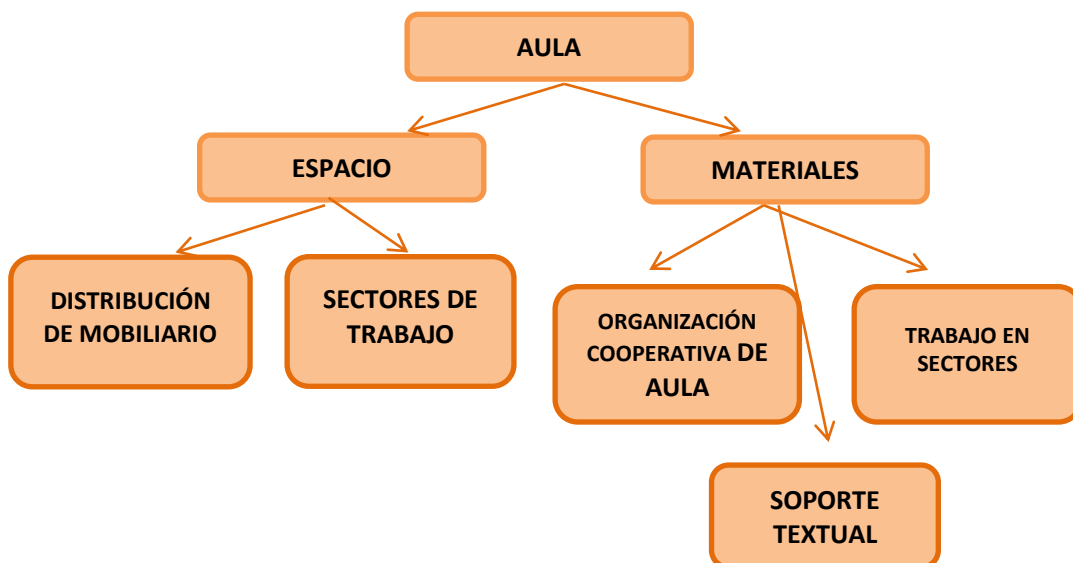 AULA
ESPACIO
MATERIALES
DISTRIBUCIÓN
DE MOBILIARIO
SECTORES DE
TRABAJO
ORGANIZACIÓN
COOPERATIVA DE
AULA
TRABAJO EN
SECTORES
SOPORTE
TEXTUAL